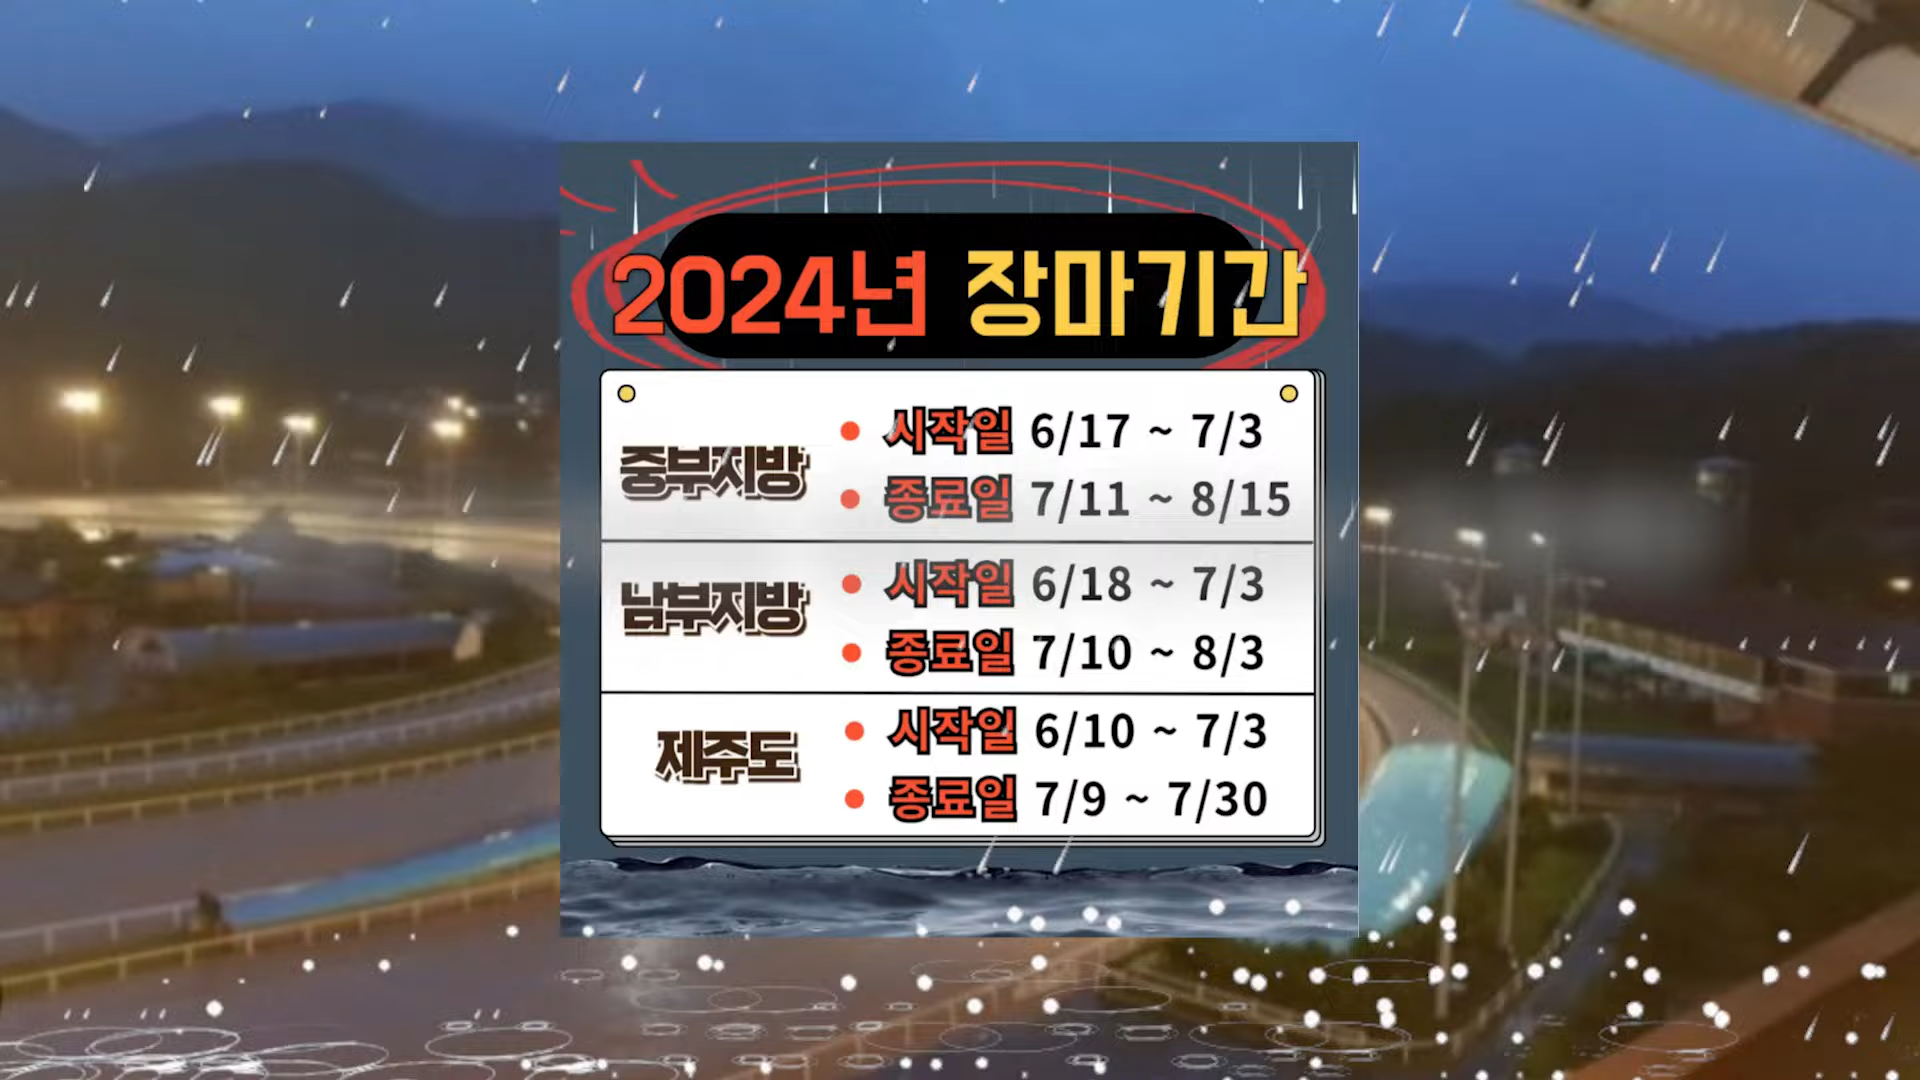 2024년 장마기간
중부지방
시작일 6/17 ~ 7/3
종료일 7/11 ~ 8/15
남부지방
시작일 6/18 ~ 7/3
종료일 7/10 ~ 8/3
제주도
시작일 6/10 ~ 7/3
종료일 7/9 ~ 7/30